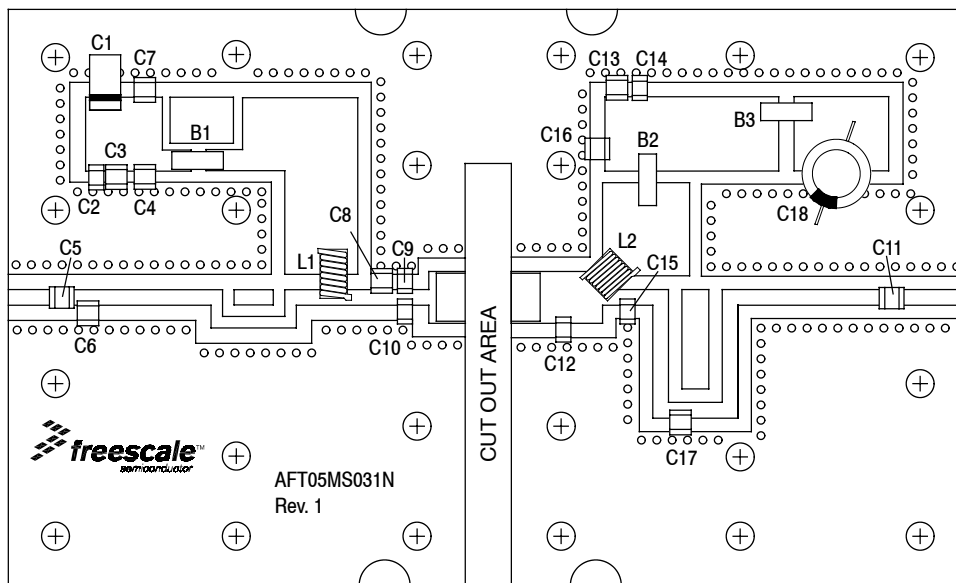 C1
C7
B1
C3
C2
C4
C5
C6
L1
C8
C9
C10
CUT OUT AREA
C13
C14
C16
B2
B3
C18
L2
C15
C11
C12
C17
freescale™
semiconductor
AFT05MS031N
Rev. 1